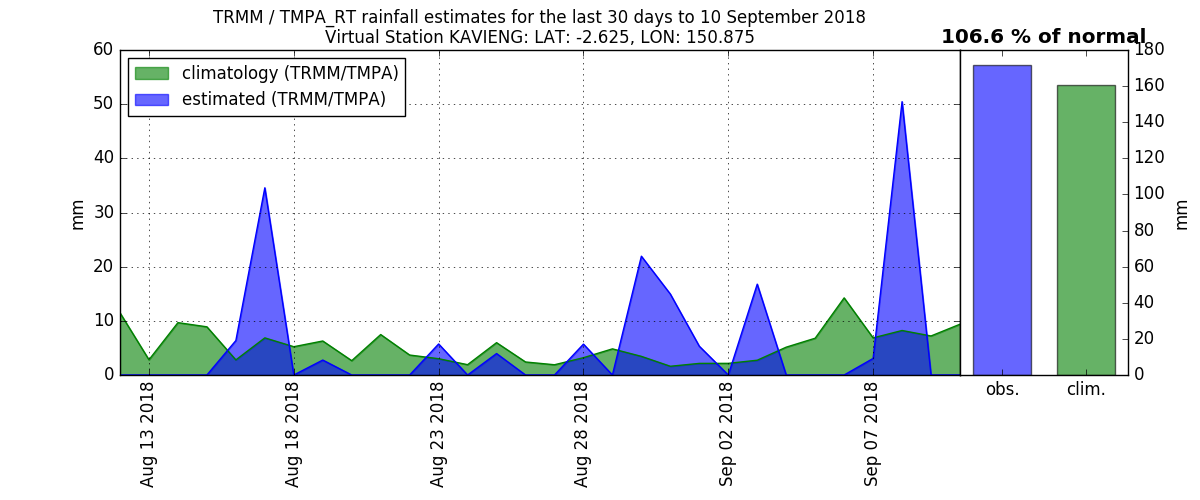 TRMM / TMPA_RT rainfall estimates for the last 30 days to 10 September 2018
Virtual Station KAVIENG: LAT: -2.625, LON: 150.875
106.6 % of normal
climatology (TRMM/TMPA)
estimated (TRMM/TMPA)
60
50
40
30
20
10
0
mm
Aug 13 2018
Aug 18 2018
Aug 23 2018
Aug 28 2018
Sep 02 2018
Sep 07 2018
180
160
140
120
100
80
60
40
20
0
mm
obs.
clim.